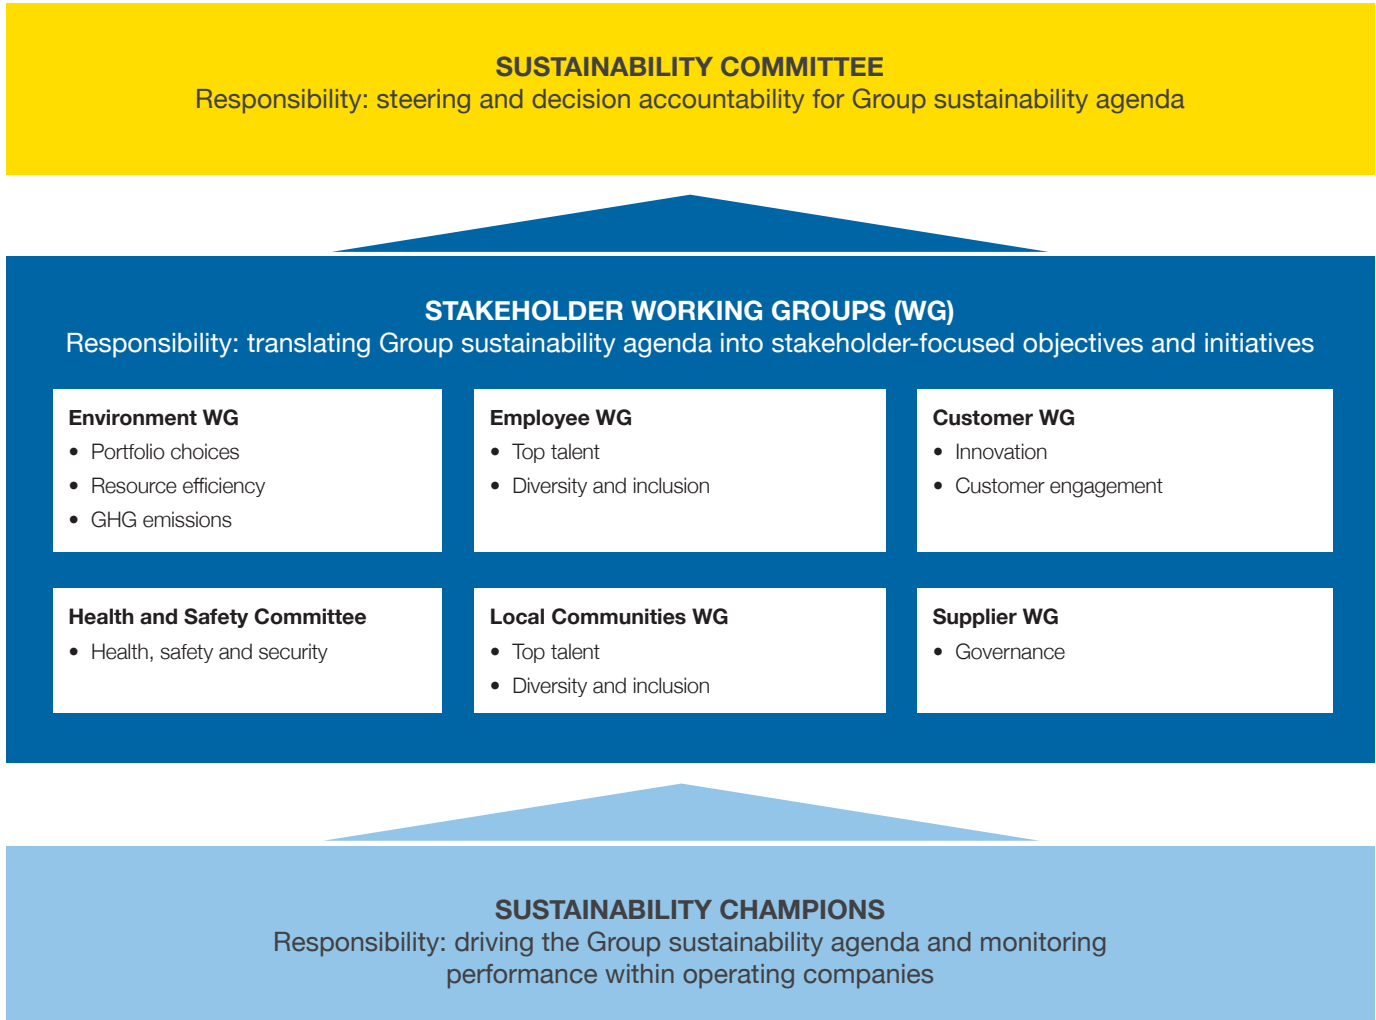 SUSTAINABILITY COMMITTEE
Responsibility: steering and decision accountability for Group sustainability agenda
STAKEHOLDER WORKING GROUPS (WG)
Responsibility: translating Group sustainability agenda into stakeholder-focused objectives and initiatives
Environment WG
• Portfolio choices
• Resource efficiency
• GHG emissions
Employee WG
• Top talent
• Diversity and inclusion
Customer WG
• Innovation
• Customer engagement
Health and Safety Committee
• Health, safety and security
Local Communities WG
• Top talent
• Diversity and inclusion
Supplier WG
• Governance
SUSTAINABILITY CHAMPIONS
Responsibility: driving the Group sustainability agenda and monitoring
performance within operating companies